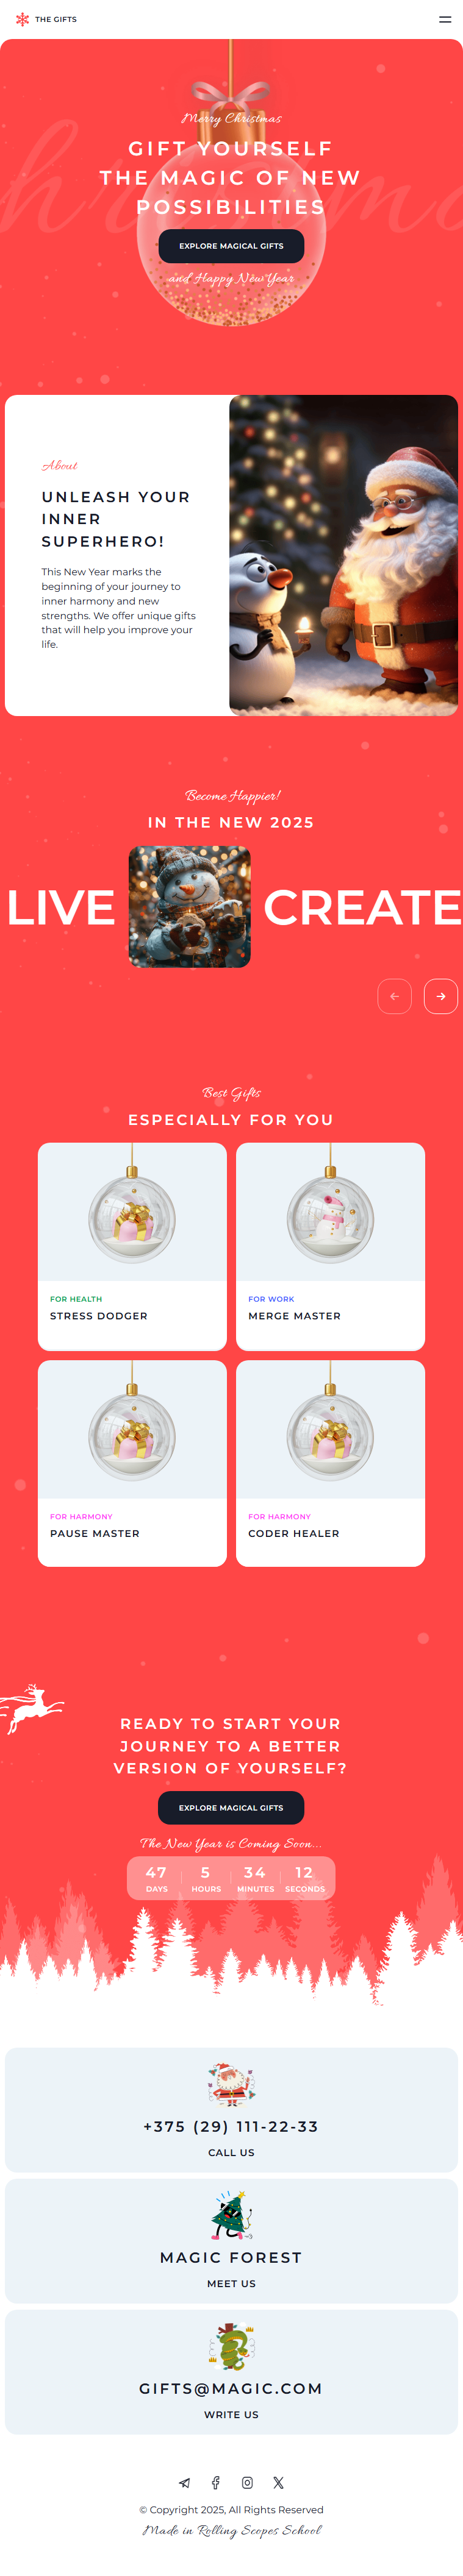 THE GIFTS
Merry Christmas
GIFT YOURSELF
THE MAGIC OF NEW
POSSIBILITIES
EXPLORE MAGICAL GIFTS
and Happy New Year
About
UNLEASH YOUR
INNER
SUPERHERO!
This New Year marks the
beginning of your journey to
inner harmony and new
strengths. We offer unique gifts
that will help you improve your
life.
Become Happier!
IN THE NEW 2025
LIVE CREATE
Best Gifts
ESPECIALLY FOR YOU
FOR HEALTH
STRESS DODGER
FOR WORK
MERGE MASTER
FOR HARMONY
PAUSE MASTER
FOR HARMONY
CODER HEALER
READY TO START YOUR
JOURNEY TO A BETTER
VERSION OF YOURSELF?
EXPLORE MAGICAL GIFTS
The New Year is Coming Soon...
47 5 34 12
DAYS HOURS MINUTES SECONDS
+375 (29) 111-22-33
CALL US
MAGIC FOREST
MEET US
GIFTS@MAGIC.COM
WRITE US
© Copyright 2025, All Rights Reserved
Made in Rolling Scopes School